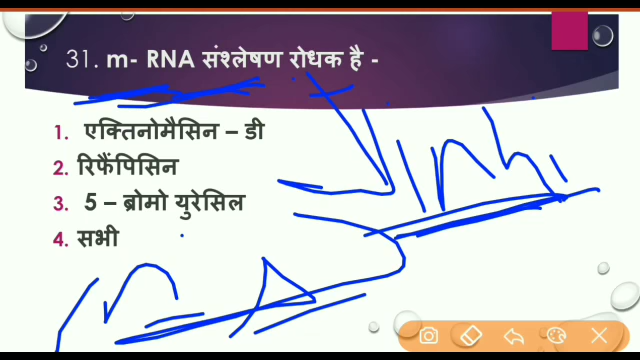 31. m- RNA संश्लेषण रोधक है -
1. एक्तिनोमैसिन – डी
2. रिफैंपिसिन
3. 5 – ब्रोमो युरेसिल
4. सभी